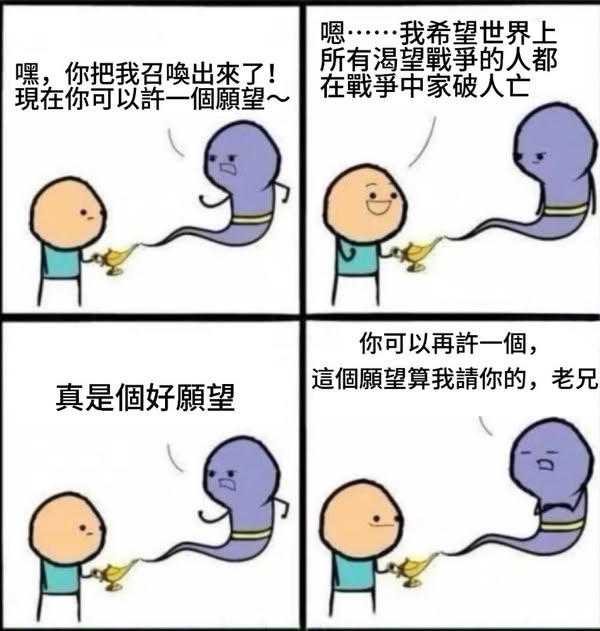 嘿，你把我召喚出來了！
現在你可以許一個願望～
嗯……我希望世界上
所有渴望戰爭的人都
在戰爭中家破人亡
真是個好願望
你可以再許一個，
這個願望算我請你的，老兄